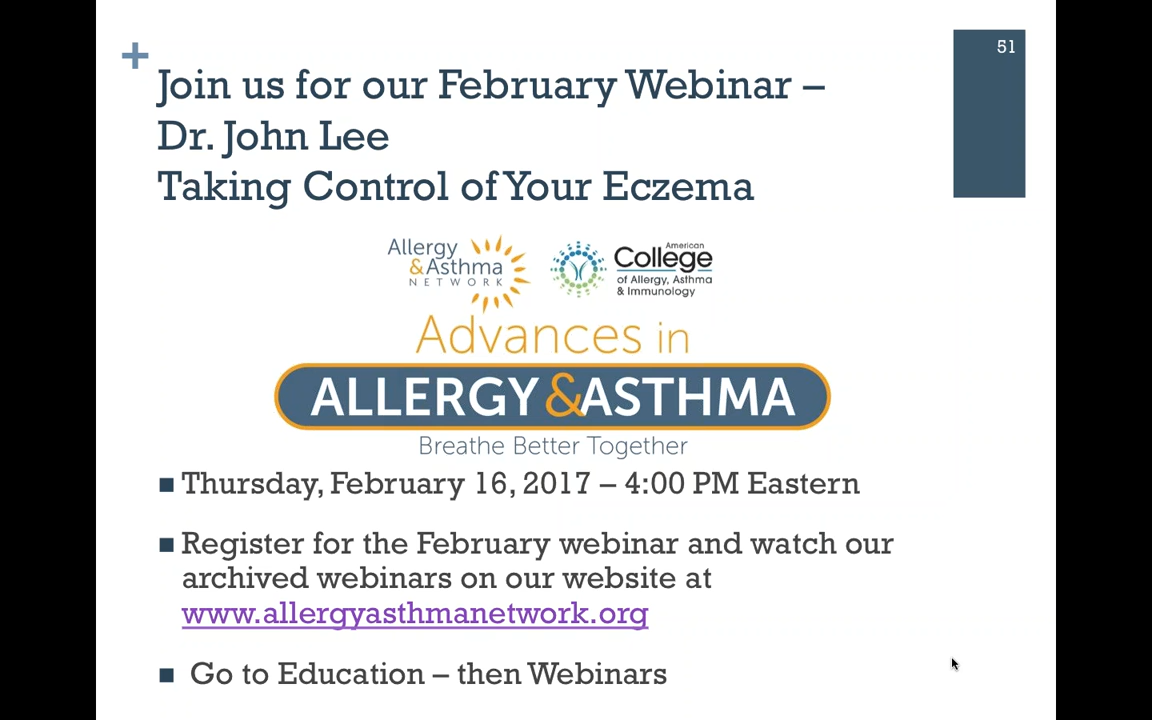 51
+
Join us for our February Webinar –
Dr. John Lee
Taking Control of Your Eczema
Allergy
&Asthma
NETWORK
American
College
of Allergy, Asthma
& Immunology
Advances in
ALLERGY & ASTHMA
Breathe Better Together
■ Thursday, February 16, 2017 – 4:00 PM Eastern
■ Register for the February webinar and watch our
archived webinars on our website at
www.allergyasthmanetwork.org
■ Go to Education – then Webinars